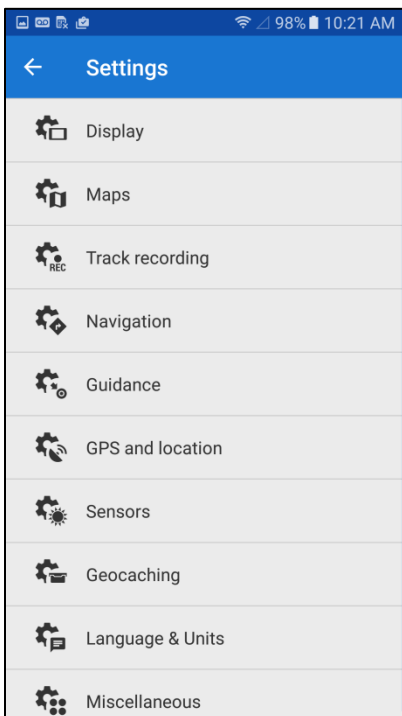 98% 10:21 AM
Settings
Display
Maps
REC
Track recording
Navigation
Guidance
GPS and location
Sensors
Geocaching
Language & Units
Miscellaneous